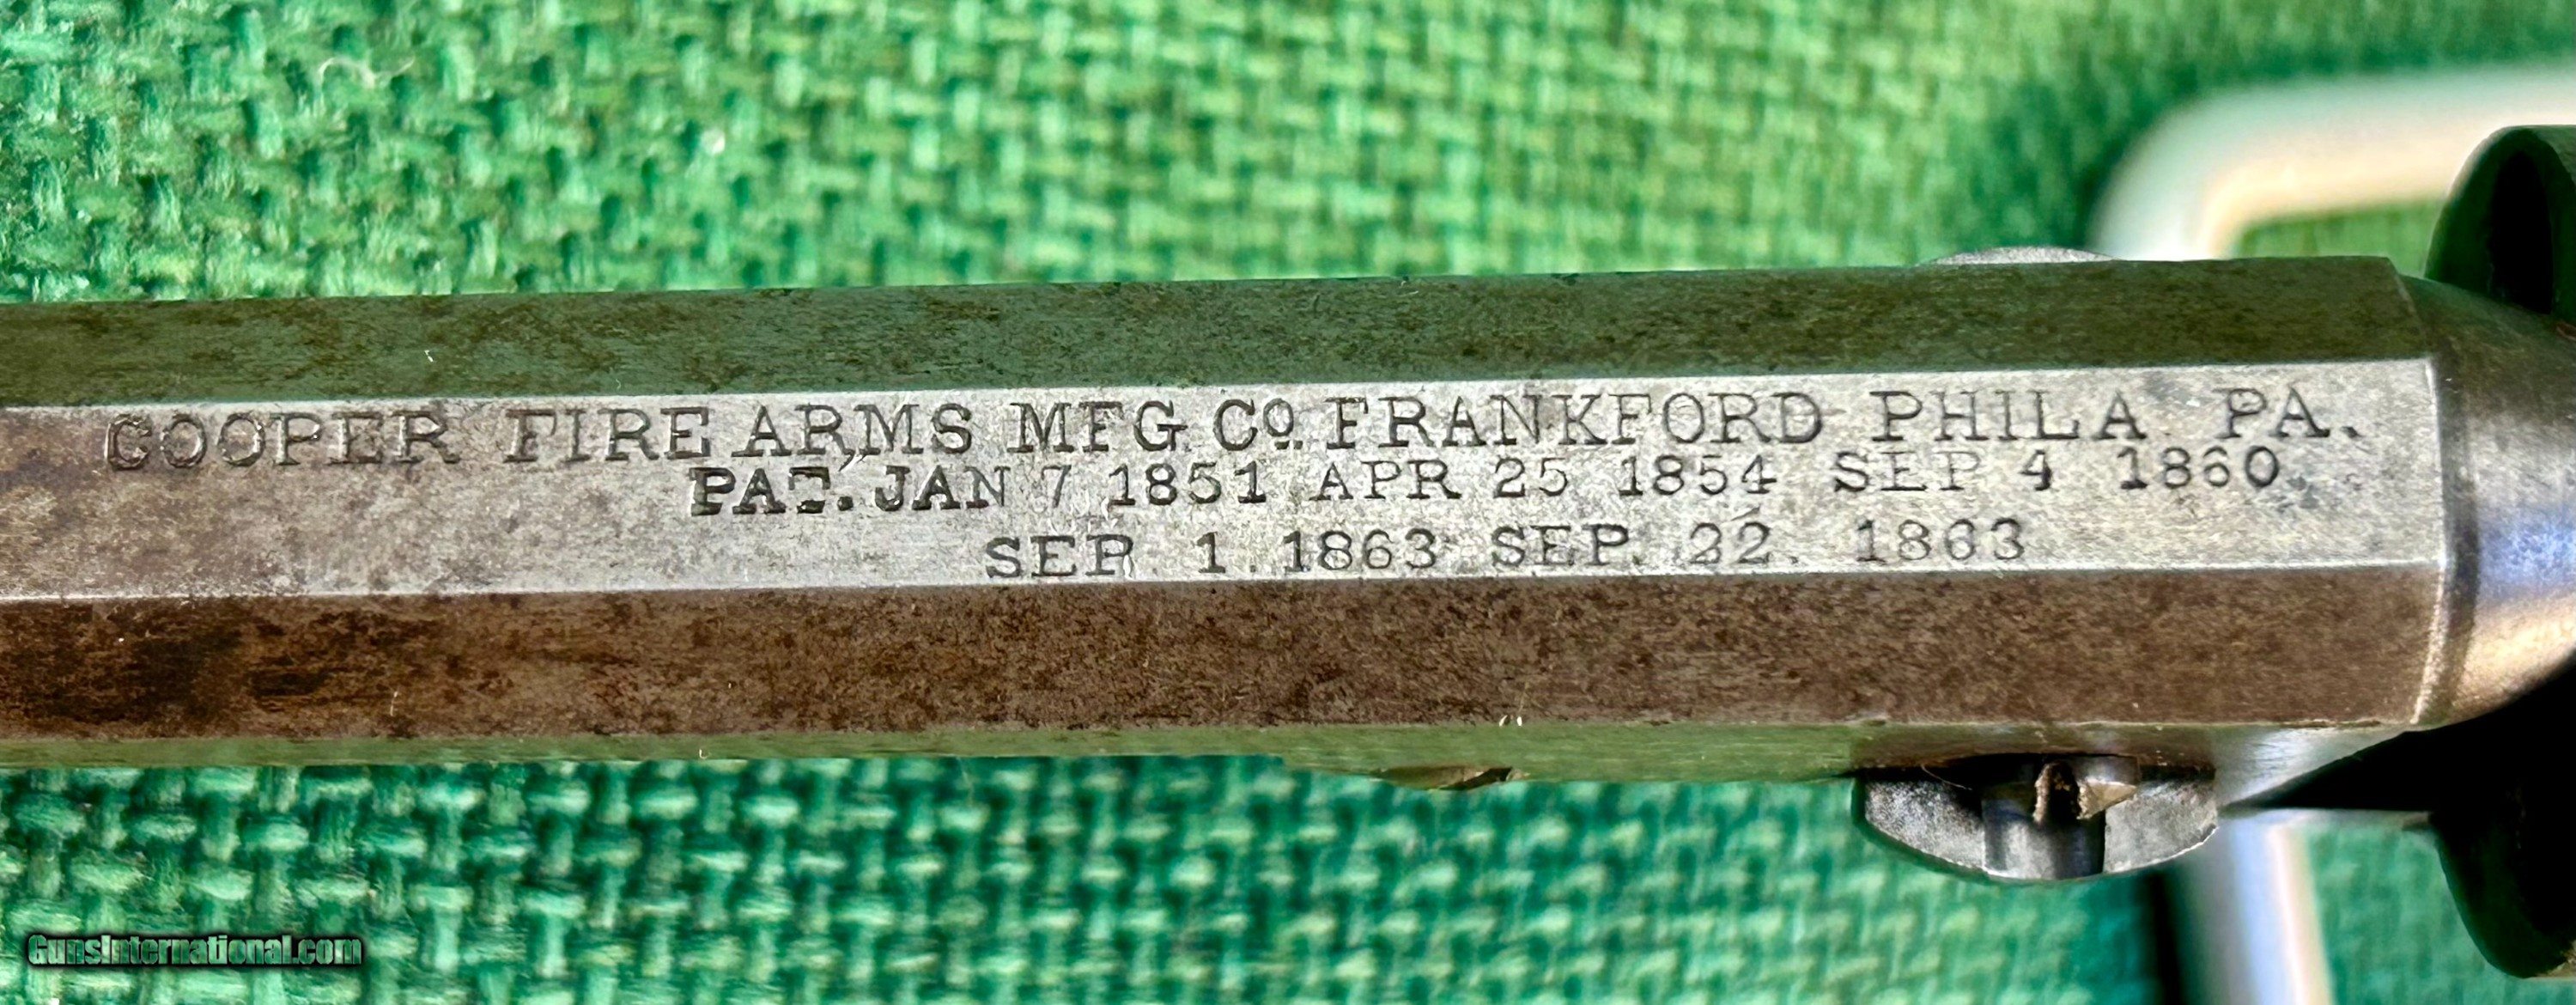 COOPER FIRE ARMS MFG Co. FRANKFORD PHILA PA.
PAT. JAN 7 1851 APR 25 1854 SEP 4 1860
SEP. 1. 1863 SEP. 22. 1863
GunsInternational.com